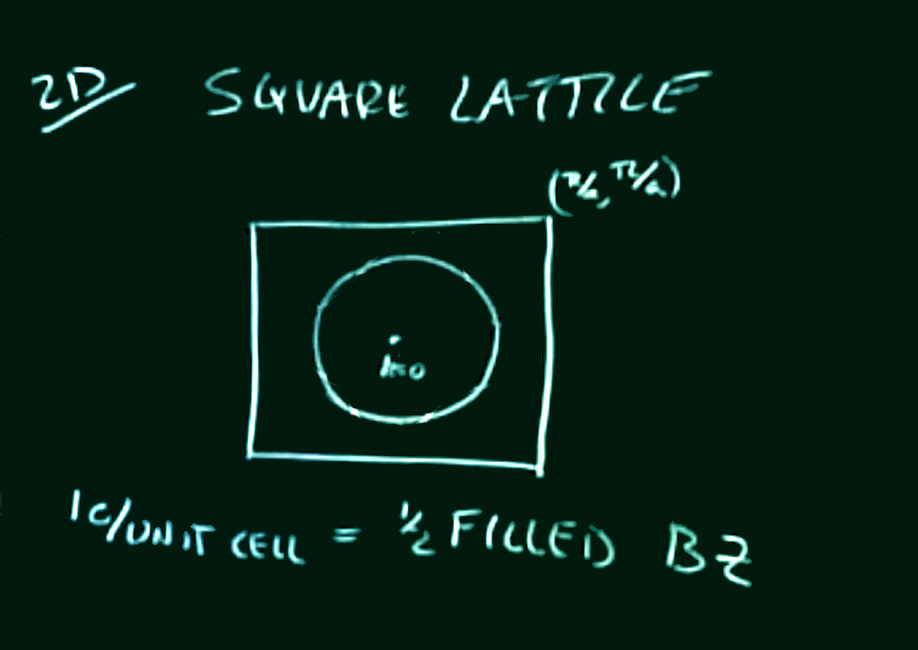 2D SQUARE LATTICE
(π/a, π/a)
k=0
1e/UNIT CELL = 1/2 FILLED BZ